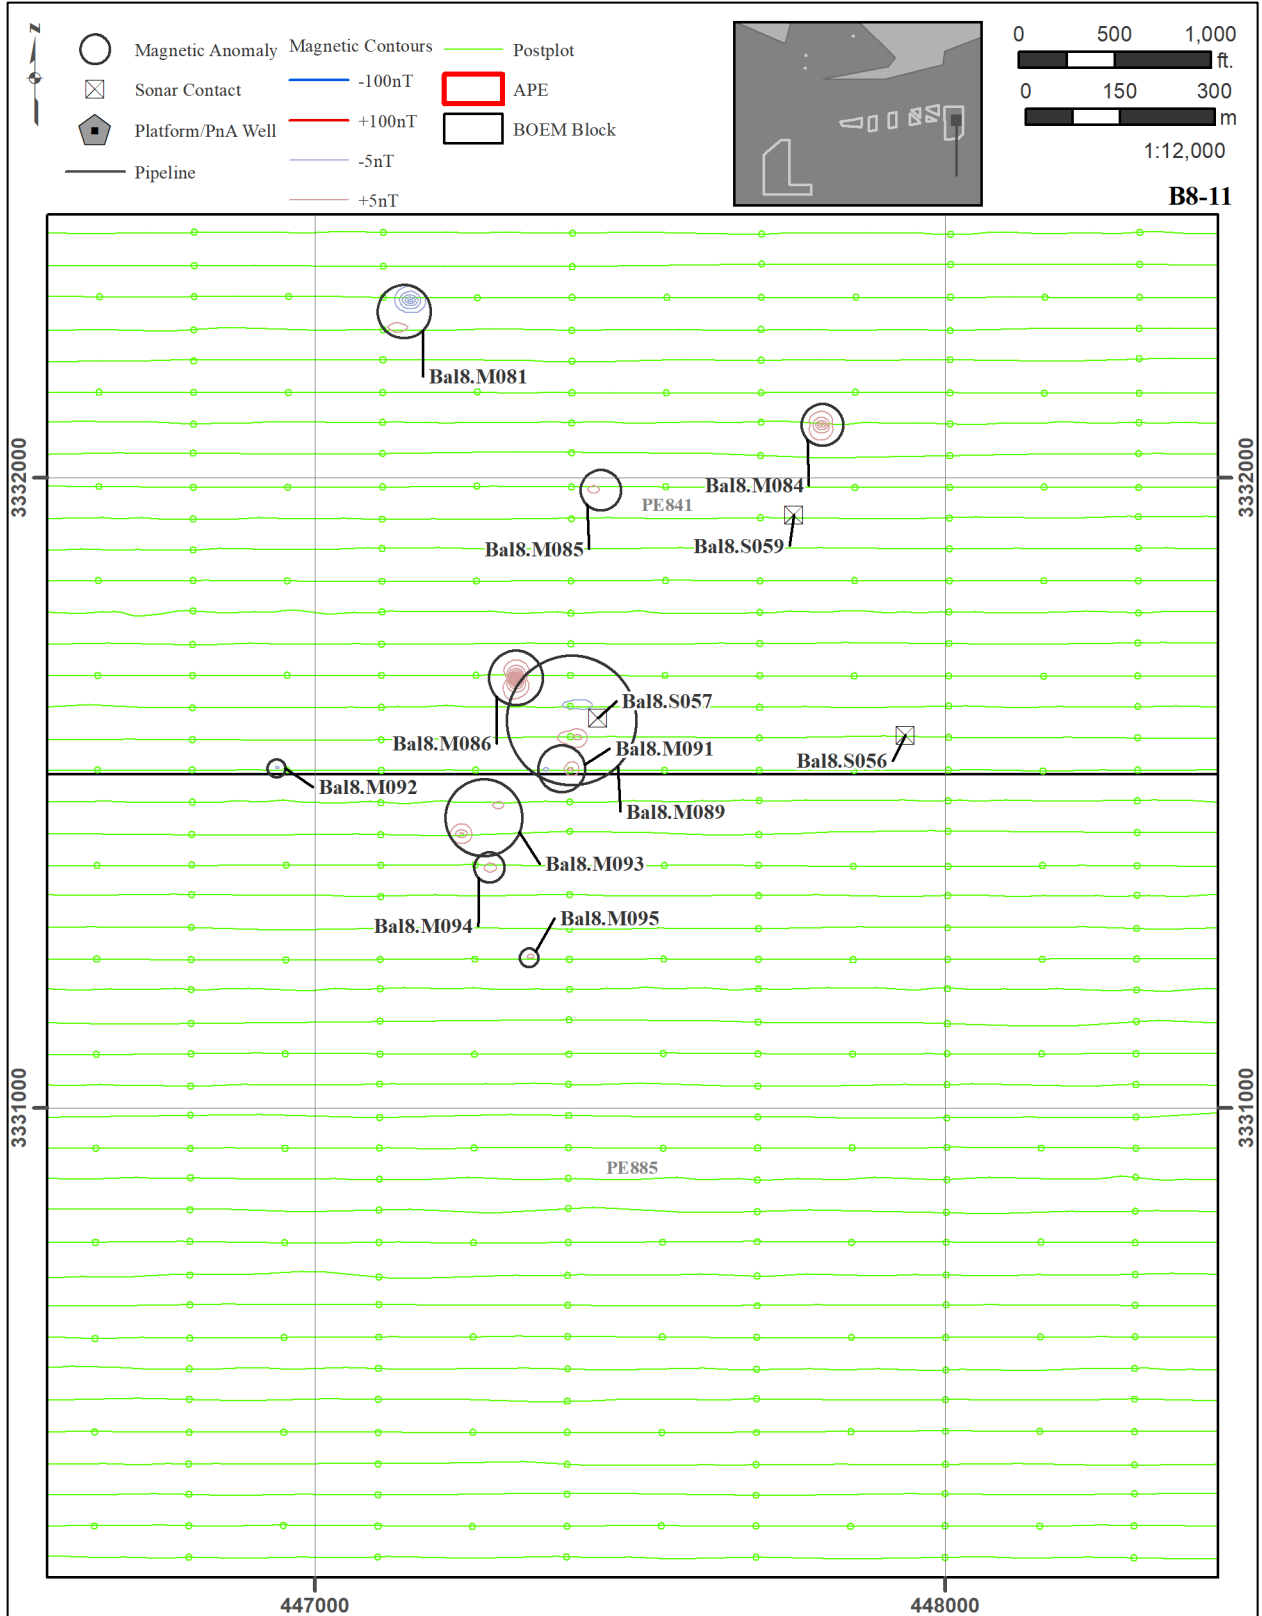 N
Magnetic Anomaly
Sonar Contact
Platform/PnA Well
Pipeline
Magnetic Contours
-100nT
+100nT
-5nT
+5nT
Postplot
APE
BOEM Block
0 500 1,000
ft.
0 150 300
m
1:12,000
B8-11
Bal8.M081
3332000
3332000
Bal8.M084
PE841
Bal8.M085
Bal8.S059
Bal8.S057
Bal8.M086
Bal8.M091
Bal8.S056
Bal8.M092
Bal8.M089
Bal8.M093
Bal8.M095
Bal8.M094
3331000
3331000
PE885
447000
448000